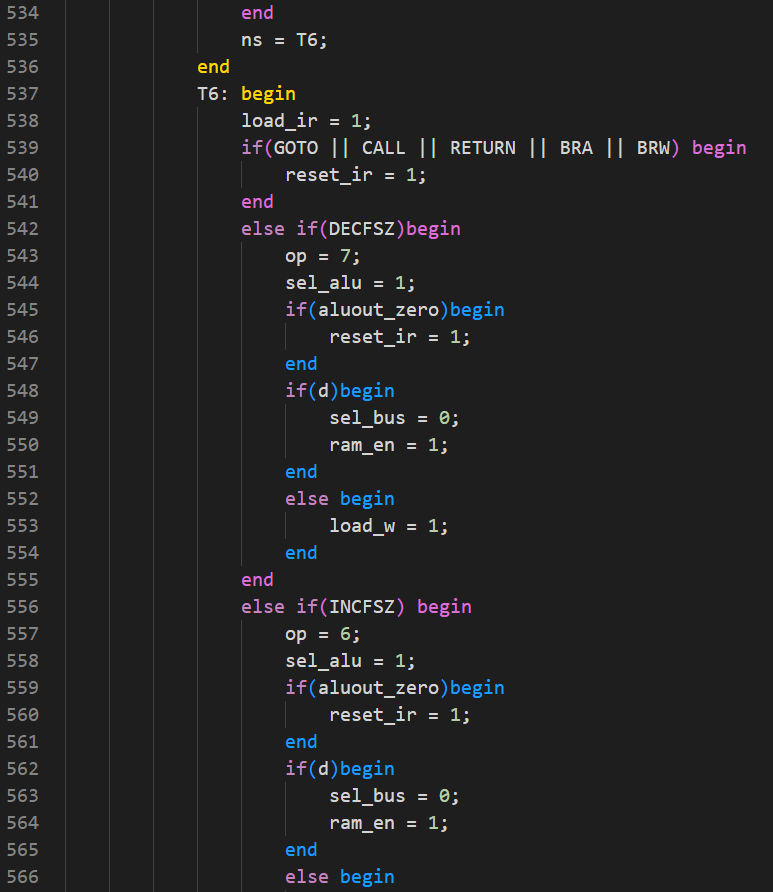 534 end
535 ns = T6;
536 end
537 T6: begin
538 load_ir = 1;
539 if(GOTO || CALL || RETURN || BRA || BRW) begin
540 reset_ir = 1;
541 end
542 else if(DECFSZ)begin
543 op = 7;
544 sel_alu = 1;
545 if(aluout_zero)begin
546 reset_ir = 1;
547 end
548 if(d)begin
549 sel_bus = 0;
550 ram_en = 1;
551 end
552 else begin
553 load_w = 1;
554 end
555 end
556 else if(INCFSZ) begin
557 op = 6;
558 sel_alu = 1;
559 if(aluout_zero)begin
560 reset_ir = 1;
561 end
562 if(d)begin
563 sel_bus = 0;
564 ram_en = 1;
565 end
566 else begin